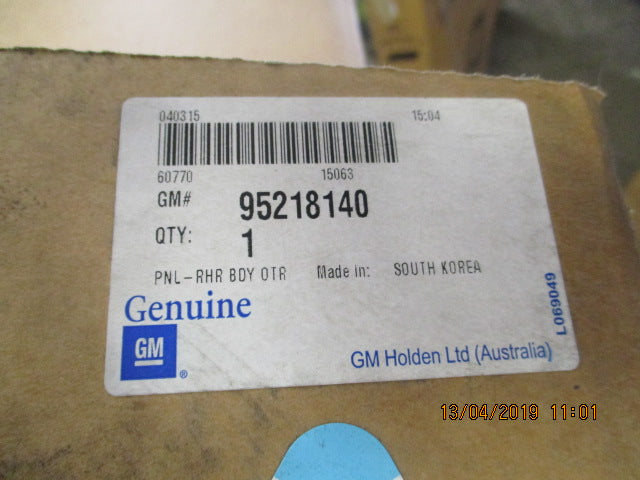 040315 15:04
60770 15063
GM# 95218140
QTY: 1
PNL-RHR BDY OTR Made in: SOUTH KOREA
Genuine
GM ®
GM Holden Ltd (Australia)
L069049
13/04/2019 11:01